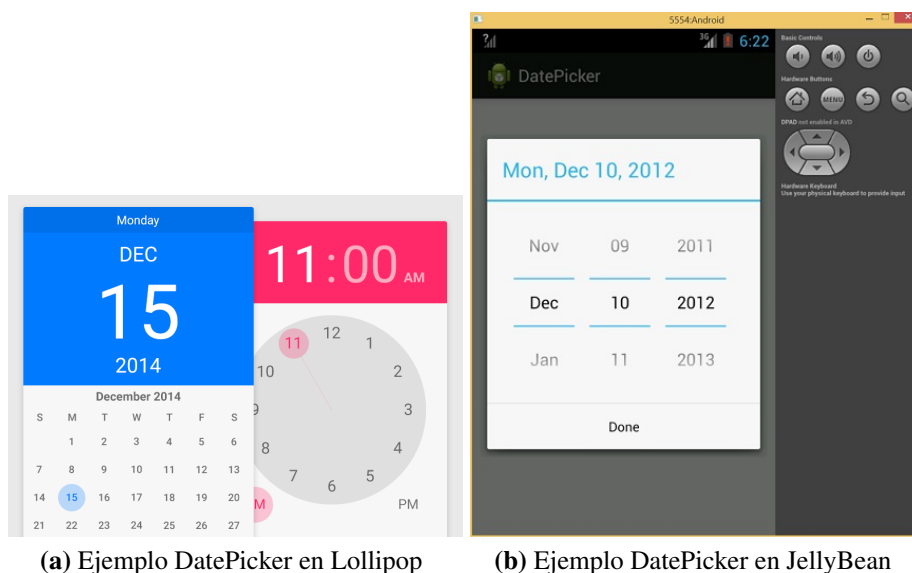 Monday
DEC
15
2014
December 2014
S M T W T F S
1 2 3 4 5 6
7 8 9 10 11 12 13
14 15 16 17 18 19 20
21 22 23 24 25 26 27
11:00 AM
12
11 1
10 2
9 3
8 4
7 5
6
M PM
(a) Ejemplo DatePicker en Lollipop
5554:Android
? 3G 6:22
DatePicker
Mon, Dec 10, 2012
Nov 09 2011
Dec 10 2012
Jan 11 2013
Done
Basic Controls
Hardware Buttons
MENU
DPAD not enabled in AVD
Hardware Keyboard
Use your physical keyboard to provide input
(b) Ejemplo DatePicker en JellyBean